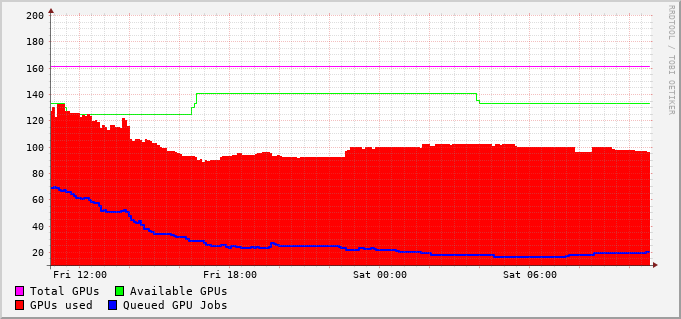 200
180
160
140
120
100
80
60
40
20
Fri 12:00 Fri 18:00 Sat 00:00 Sat 06:00
Total GPUs Available GPUs
GPUs used Queued GPU Jobs
RRDTOOL / TOBI OETIKER